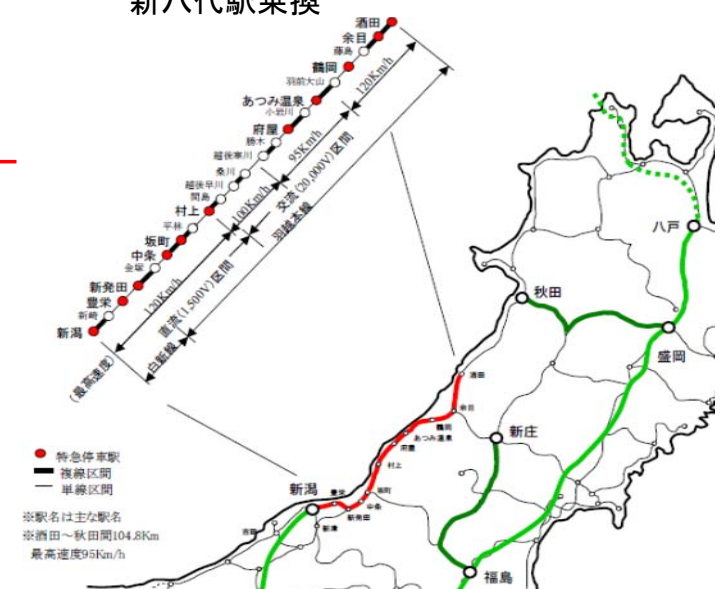 新八代駅乗換
酒田
余目
藤島
鶴岡
羽前大山
あつみ温泉
小岩川
府屋
勝木
越後寒川
桑川
越後早川
間島
村上
平林
坂町
中条
金塚
新発田
豊栄
新崎
新潟
120Km/h
95Km/h
100Km/h
120Km/h
交流(20,000V)区間
羽越本線
直流(1,500V)区間
白新線
(最高速度)
特急停車駅
複線区間
単線区間
※駅名は主な駅名
※酒田～秋田間104.8Km
最高速度95Km/h
八戸
秋田
盛岡
酒田
余目
鶴岡
あつみ温泉
府屋
新庄
村上
坂町
新潟
豊栄
中条
新発田
新津
吉田
福島